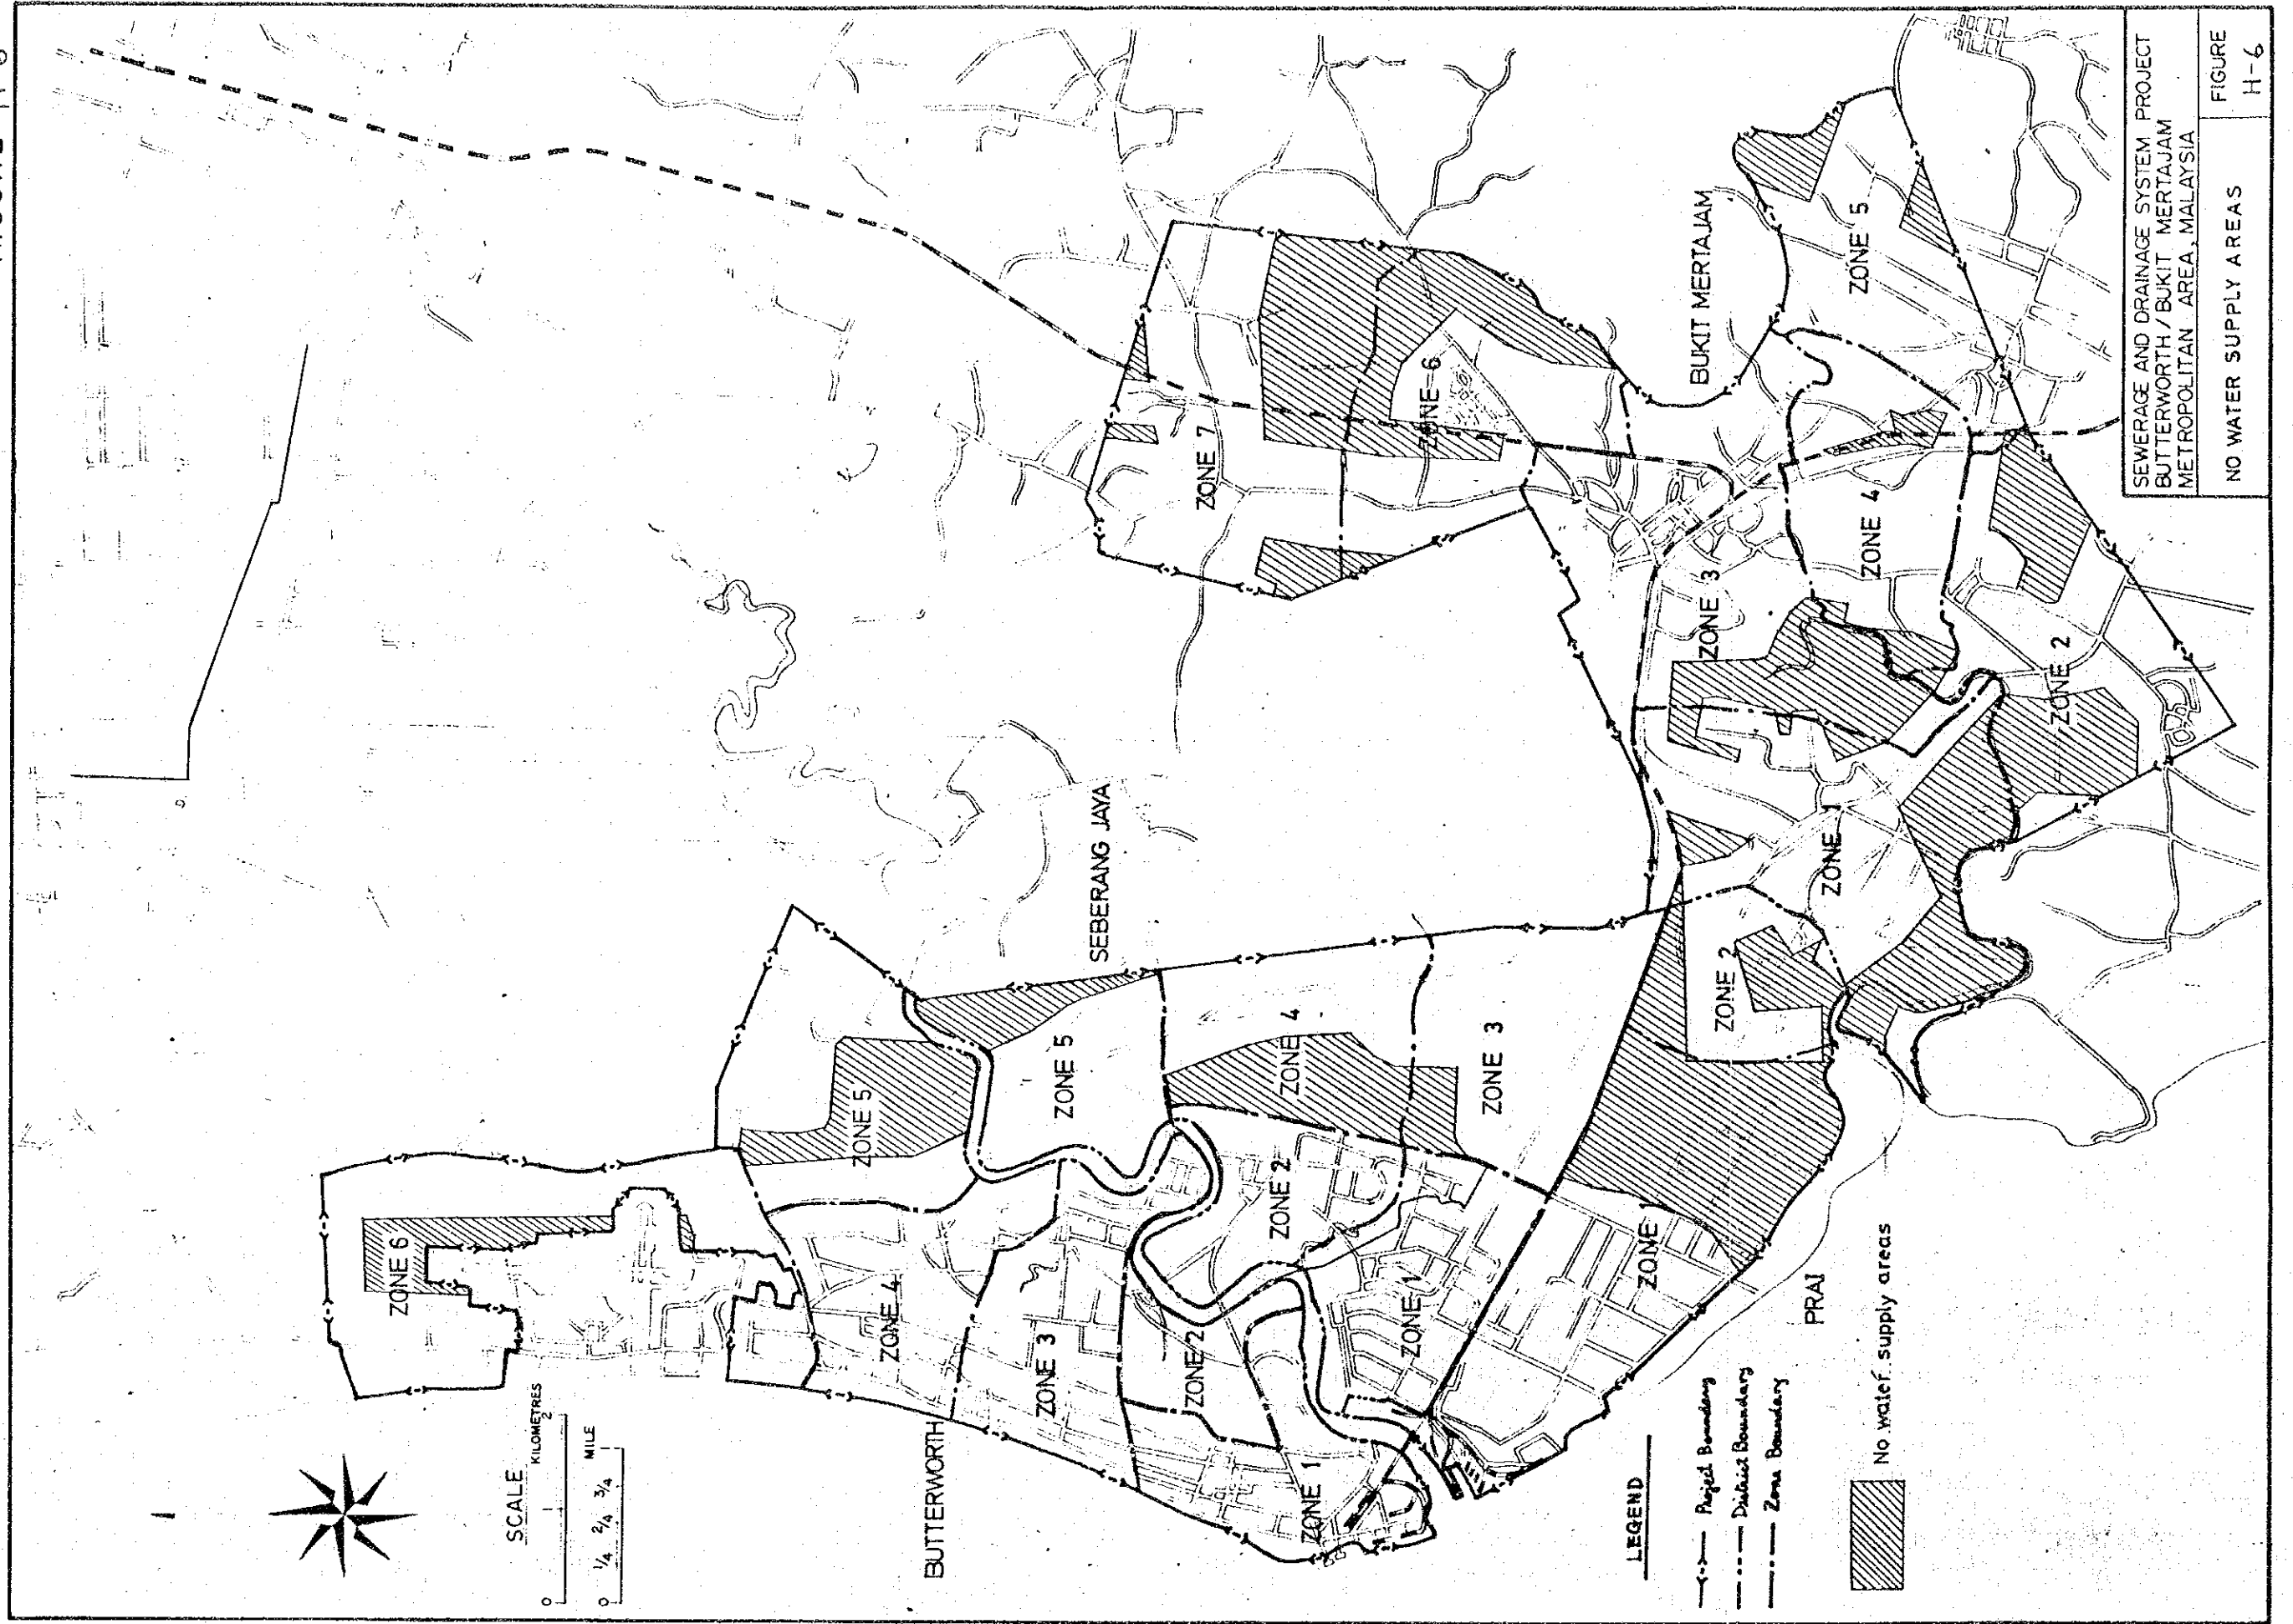 SEWERAGE AND DRAINAGE SYSTEM PROJECT
BUTTERWORTH / BUKIT MERTAJAM
METROPOLITAN AREA, MALAYSIA
NO WATER SUPPLY AREAS
FIGURE
H-6
SCALE
KILOMETRES
0 2
MILE
0 1/4 2/4 3/4 1
BUTTERWORTH
ZONE 6
ZONE 5
ZONE 4
ZONE 3
ZONE 2
ZONE 1
SEBERANG JAYA
ZONE 5
ZONE 4
ZONE 3
ZONE 2
ZONE 1
PRAI
ZONE 1
ZONE 2
BUKIT MERTAJAM
ZONE 7
ZONE 6
ZONE 5
ZONE 4
ZONE 3
ZONE 2
ZONE 1
LEGEND
Project Boundary
District Boundary
Zone Boundary
No water supply areas